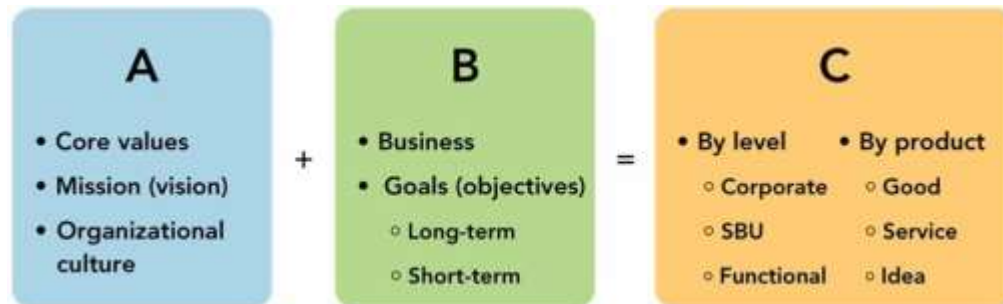 A
• Core values
• Mission (vision)
• Organizational
culture
+
B
• Business
• Goals (objectives)
○ Long-term
○ Short-term
=
C
• By level
○ Corporate
○ SBU
○ Functional
• By product
○ Good
○ Service
○ Idea